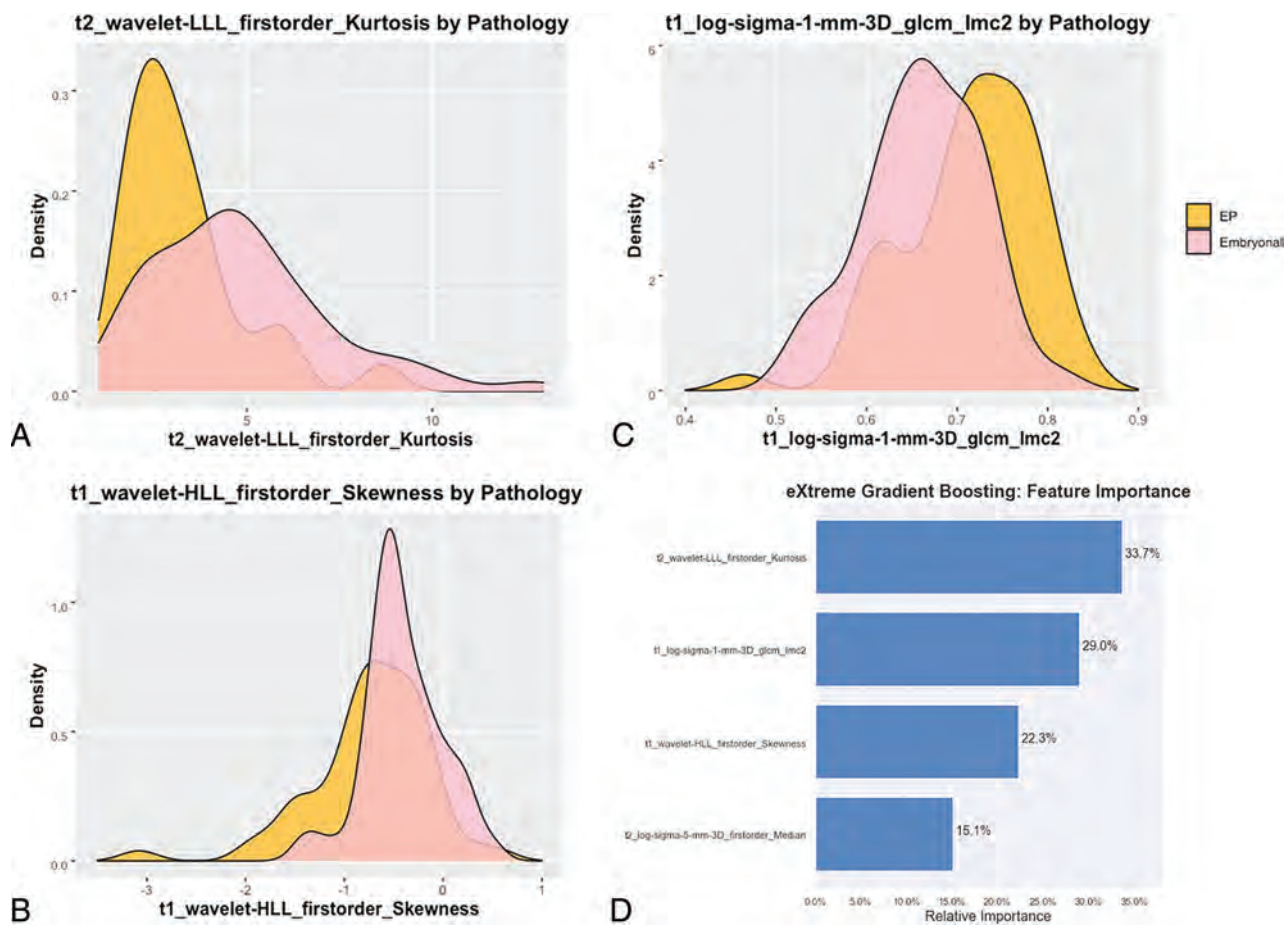 t2_wavelet-LLL_firstorder_Kurtosis by Pathology
0.3
0.2
0.1
0.0
Density
5
10
t2_wavelet-LLL_firstorder_Kurtosis
A
t1_log-sigma-1-mm-3D_glcm_Imc2 by Pathology
6
4
2
0
Density
0.4
0.5
0.6
0.7
0.8
0.9
t1_log-sigma-1-mm-3D_glcm_Imc2
C
EP
Embryonal
t1_wavelet-HLL_firstorder_Skewness by Pathology
1.0
0.5
0.0
Density
-3
-2
-1
0
1
t1_wavelet-HLL_firstorder_Skewness
B
eXtreme Gradient Boosting: Feature Importance
t2_wavelet-LLL_firstorder_Kurtosis
33.7%
t1_log-sigma-1-mm-3D_glcm_Imc2
29.0%
t1_wavelet-HLL_firstorder_Skewness
22.3%
t2_log-sigma-5-mm-3D_firstorder_Median
15.1%
0.0%
5.0%
10.0%
15.0%
20.0%
25.0%
30.0%
35.0%
Relative Importance
D